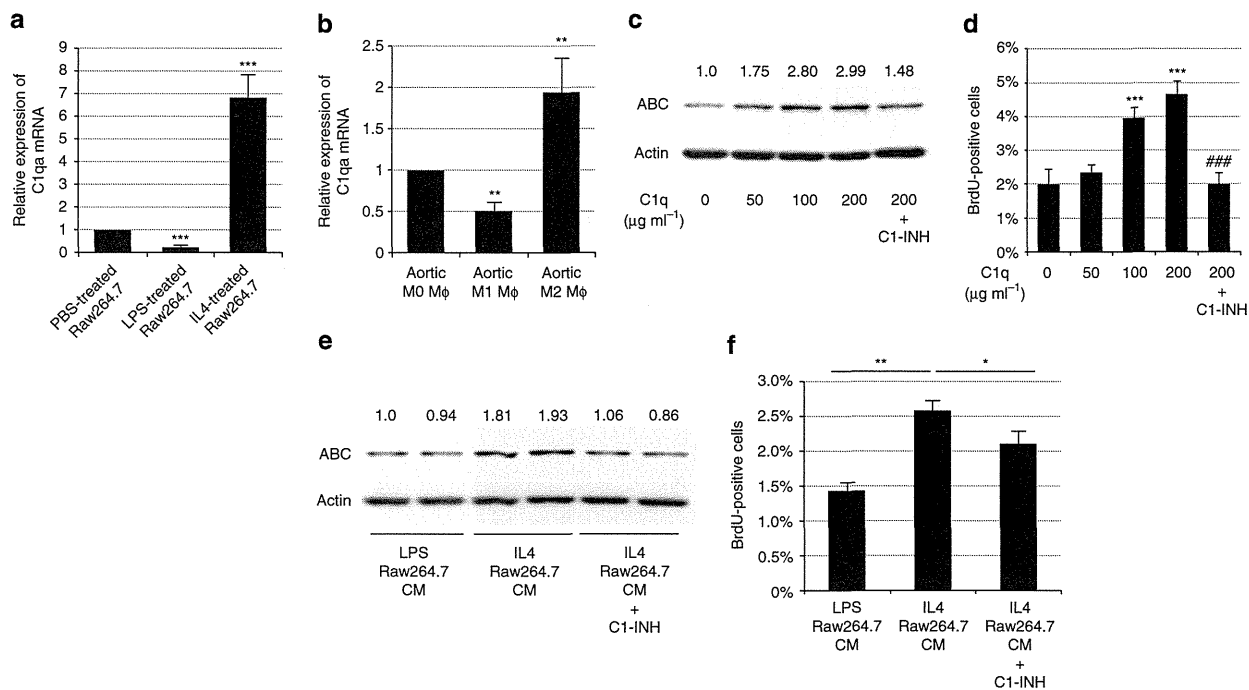 a
Relative expression of
C1qa mRNA
9
8
7
6
5
4
3
2
1
0
***
***
PBS-treated
Raw264.7
LPS-treated
Raw264.7
IL4-treated
Raw264.7
b
Relative expression of
C1qa mRNA
2.5
2
1.5
1
0.5
0
**
**
Aortic
M0 Mϕ
Aortic
M1 Mϕ
Aortic
M2 Mϕ
c
1.0 1.75 2.80 2.99 1.48
ABC
Actin
C1q 0 50 100 200 200
(µg ml⁻¹) +
C1-INH
d
BrdU-positive cells
6%
5%
4%
3%
2%
1%
0%
***
***
###
C1q 0 50 100 200 200
(µg ml⁻¹) +
C1-INH
e
1.0 0.94 1.81 1.93 1.06 0.86
ABC
Actin
LPS
Raw264.7
CM
IL4
Raw264.7
CM
IL4
Raw264.7
CM
+
C1-INH
f
BrdU-positive cells
3.0%
2.5%
2.0%
1.5%
1.0%
0.5%
0%
**
*
LPS
Raw264.7
CM
IL4
Raw264.7
CM
IL4
Raw264.7
CM
+
C1-INH